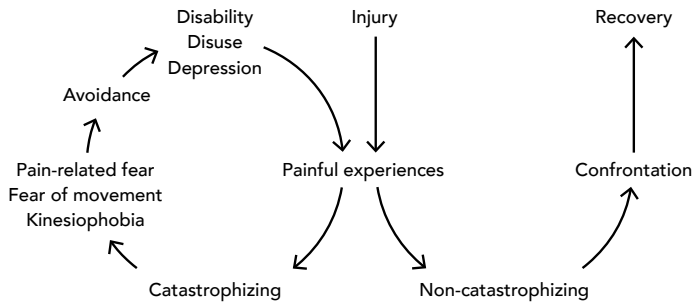 Disability
Disuse
Depression
Injury
Recovery
Avoidance
Pain-related fear
Fear of movement
Kinesiophobia
Painful experiences
Confrontation
Catastrophizing
Non-catastrophizing